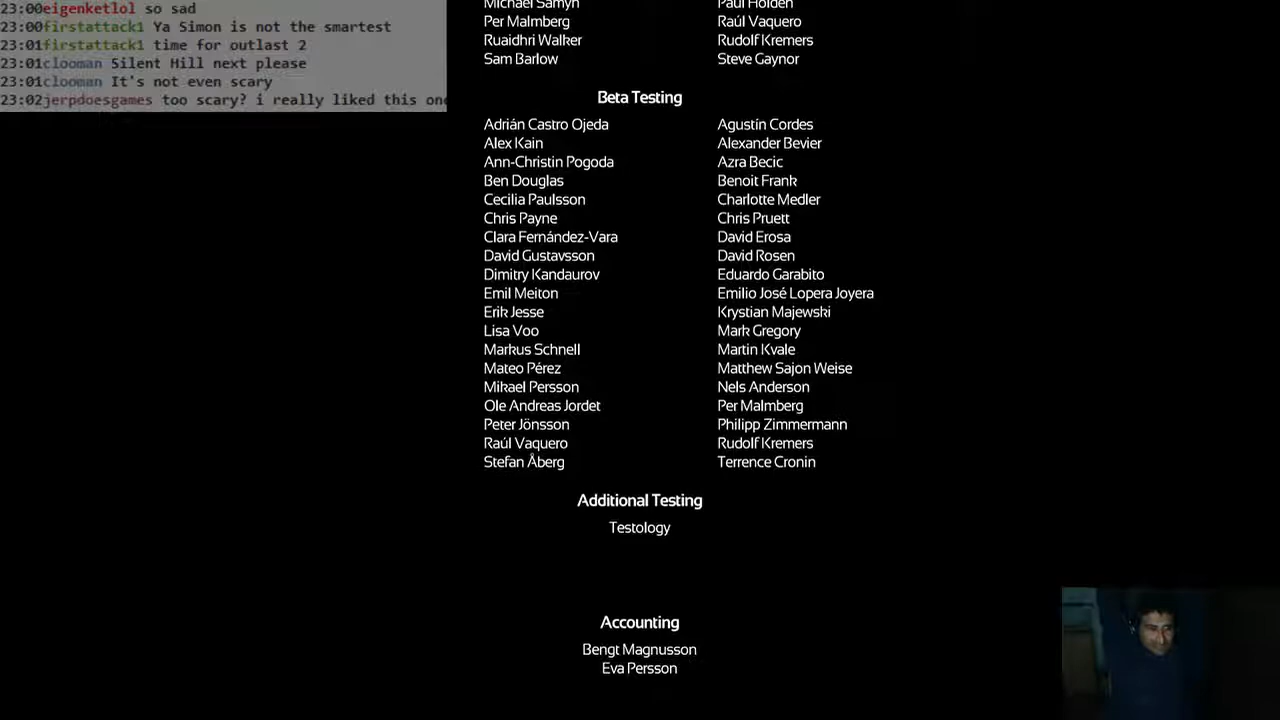 23:00eigenketlol so sad
23:00firstattack1 Ya Simon is not the smartest
23:01firstattack1 time for outlast 2
23:01clooman Silent Hill next please
23:01clooman It's not even scary
23:02jerpdoesgames too scary? i really liked this one
Michael Samyn Paul Holden
Per Malmberg Raúl Vaquero
Ruaidhri Walker Rudolf Kremers
Sam Barlow Steve Gaynor
Beta Testing
Adrián Castro Ojeda Agustín Cordes
Alex Kain Alexander Bevier
Ann-Christin Pogoda Azra Becic
Ben Douglas Benoit Frank
Cecilia Paulsson Charlotte Medler
Chris Payne Chris Pruett
Clara Fernández-Vara David Erosa
David Gustavsson David Rosen
Dimitry Kandaurov Eduardo Garabito
Emil Meiton Emilio José Lopera Joyera
Erik Jesse Krystian Majewski
Lisa Voo Mark Gregory
Markus Schnell Martin Kvale
Mateo Pérez Matthew Sajon Weise
Mikael Persson Nels Anderson
Ole Andreas Jordet Per Malmberg
Peter Jönsson Philipp Zimmermann
Raúl Vaquero Rudolf Kremers
Stefan Åberg Terrence Cronin
Additional Testing
Testology
Accounting
Bengt Magnusson
Eva Persson